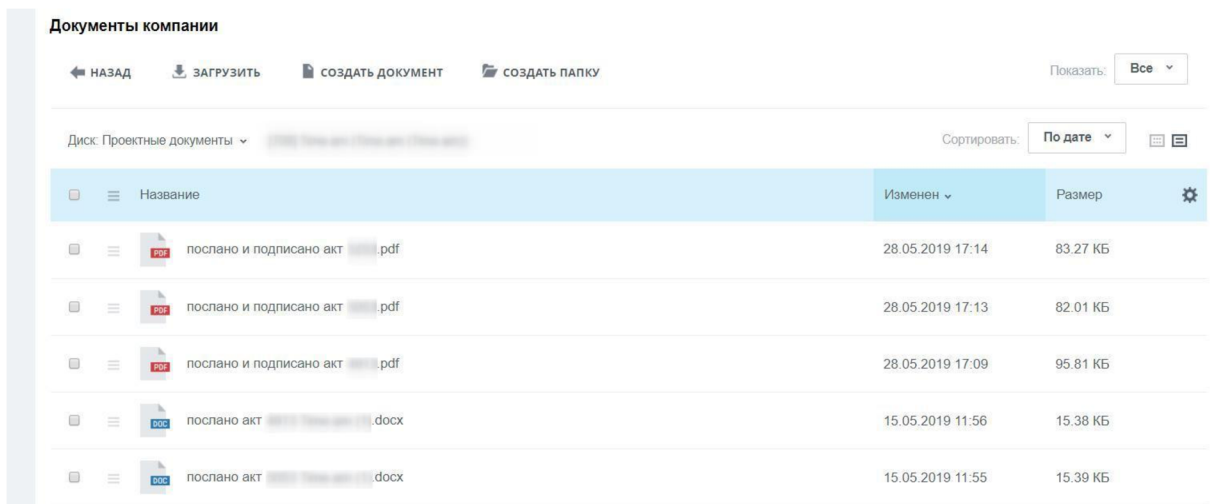 Документы компании
НАЗАД ЗАГРУЗИТЬ СОЗДАТЬ ДОКУМЕНТ СОЗДАТЬ ПАПКУ Показать: Все
Диск: Проектные документы Сортировать: По дате
Название Изменен Размер
PDF послано и подписано акт .pdf 28.05.2019 17:14 83.27 КБ
PDF послано и подписано акт .pdf 28.05.2019 17:13 82.01 КБ
PDF послано и подписано акт .pdf 28.05.2019 17:09 95.81 КБ
DOC послано акт .docx 15.05.2019 11:56 15.38 КБ
DOC послано акт .docx 15.05.2019 11:55 15.39 КБ